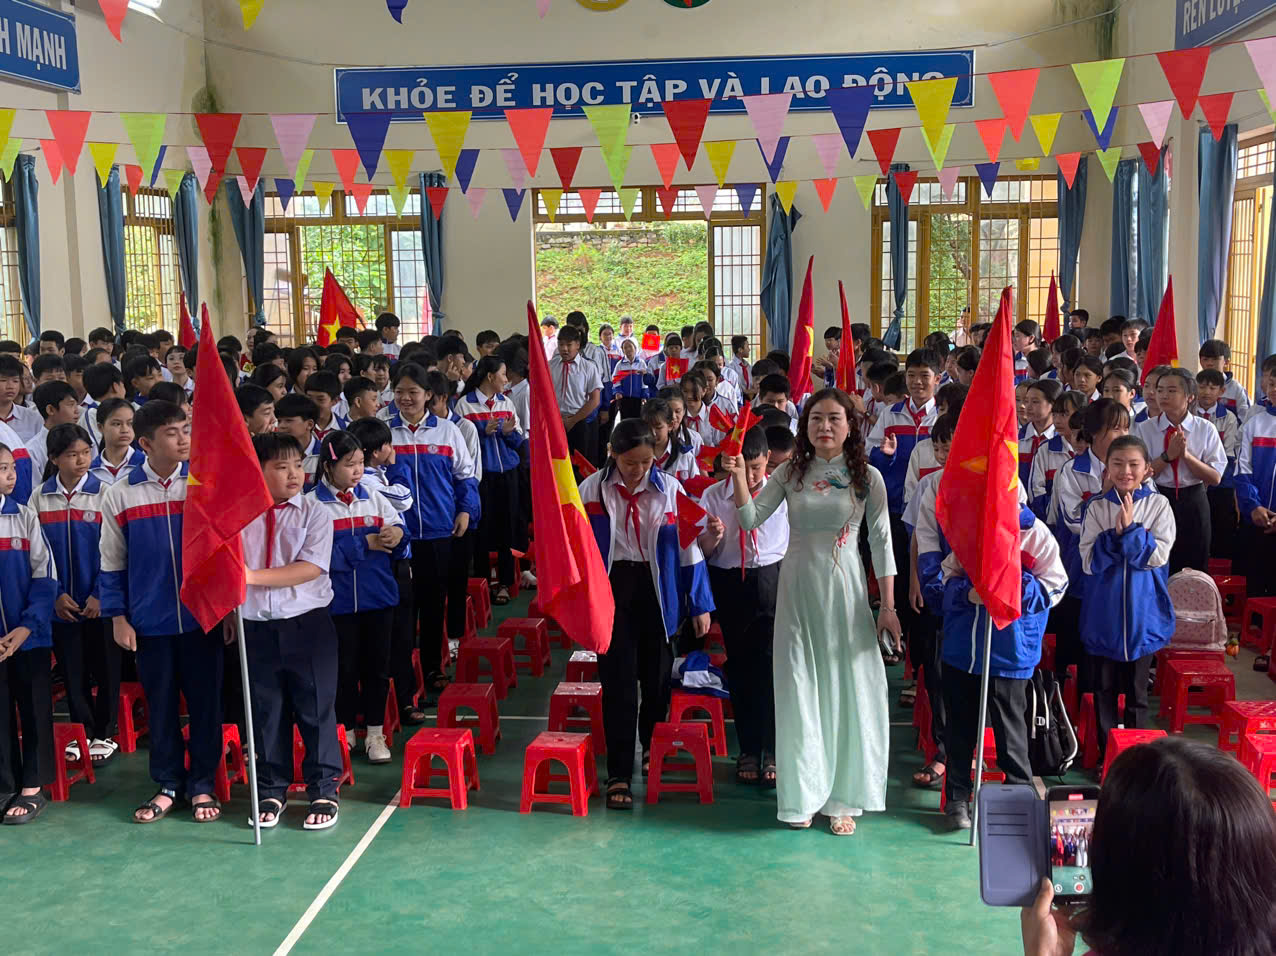 H MẠNH
KHỎE ĐỂ HỌC TẬP VÀ LAO ĐỘNG
RÈN LUYỆ